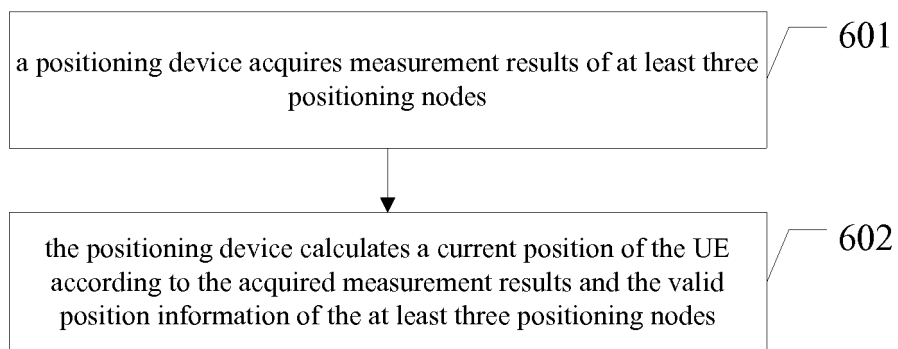 a positioning device acquires measurement results of at least three
positioning nodes
601
the positioning device calculates a current position of the UE
according to the acquired measurement results and the valid
position information of the at least three positioning nodes
602